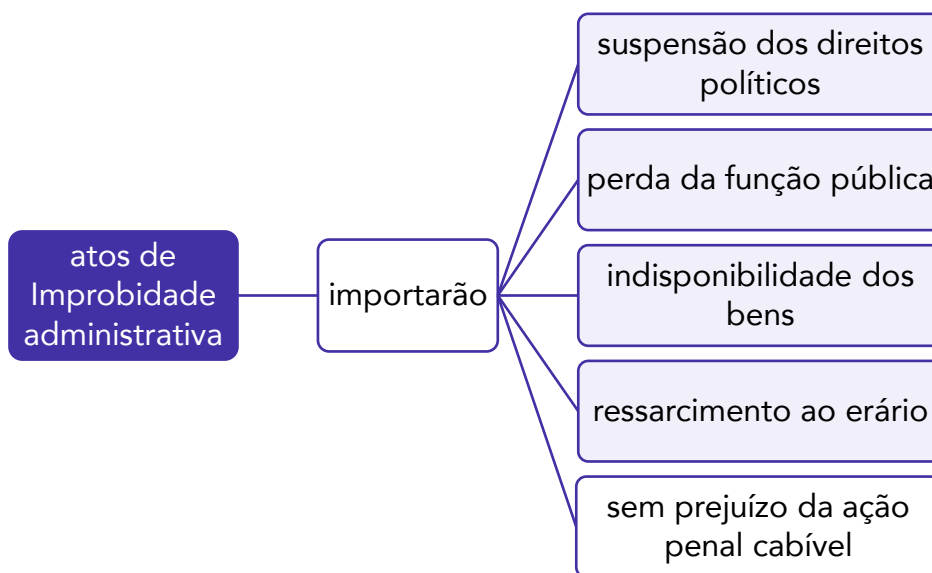 atos de
Improbidade
administrativa
importarão
suspensão dos direitos
políticos
perda da função pública
indisponibilidade dos
bens
ressarcimento ao erário
sem prejuízo da ação
penal cabível